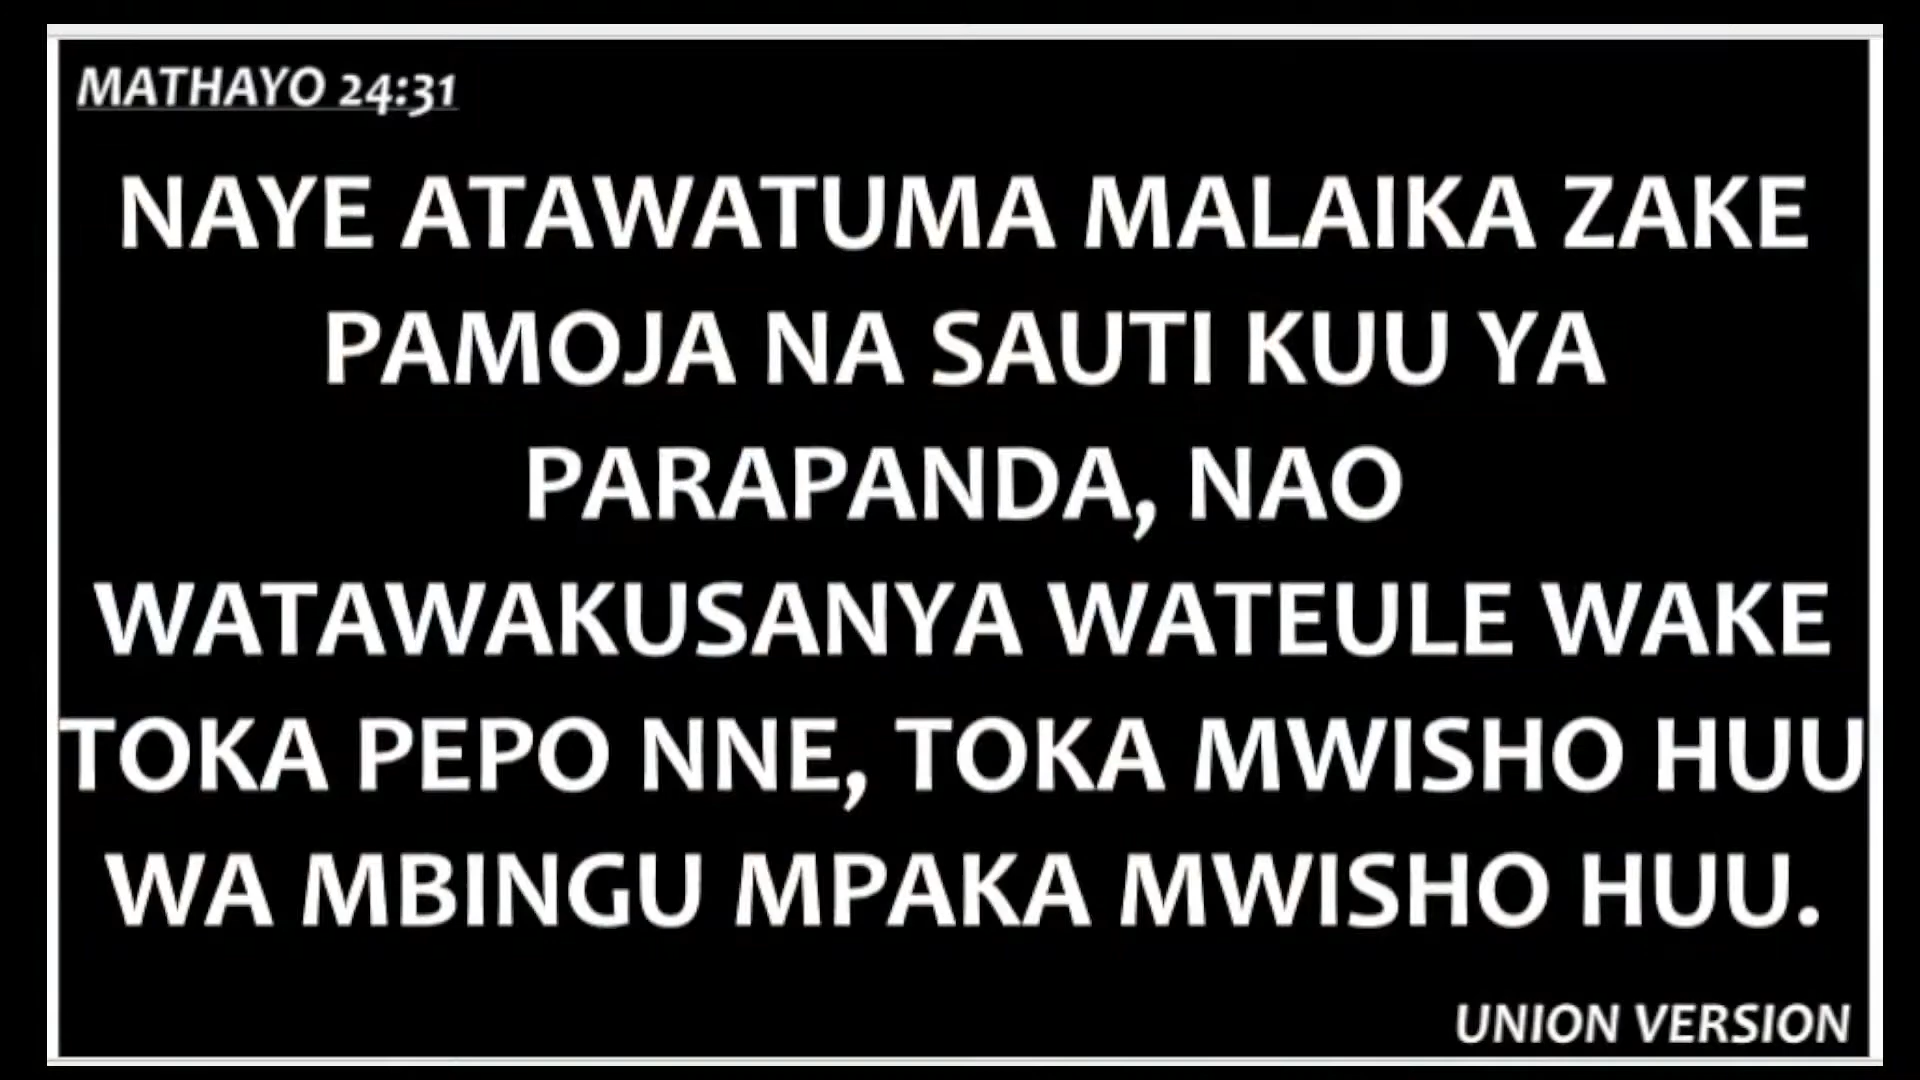 MATHAYO 24:31
NAYE ATAWATUMA MALAIKA ZAKE
PAMOJA NA SAUTI KUU YA
PARAPANDA, NAO
WATAWAKUSANYA WATEULE WAKE
TOKA PEPO NNE, TOKA MWISHO HUU
WA MBINGU MPAKA MWISHO HUU.
UNION VERSION